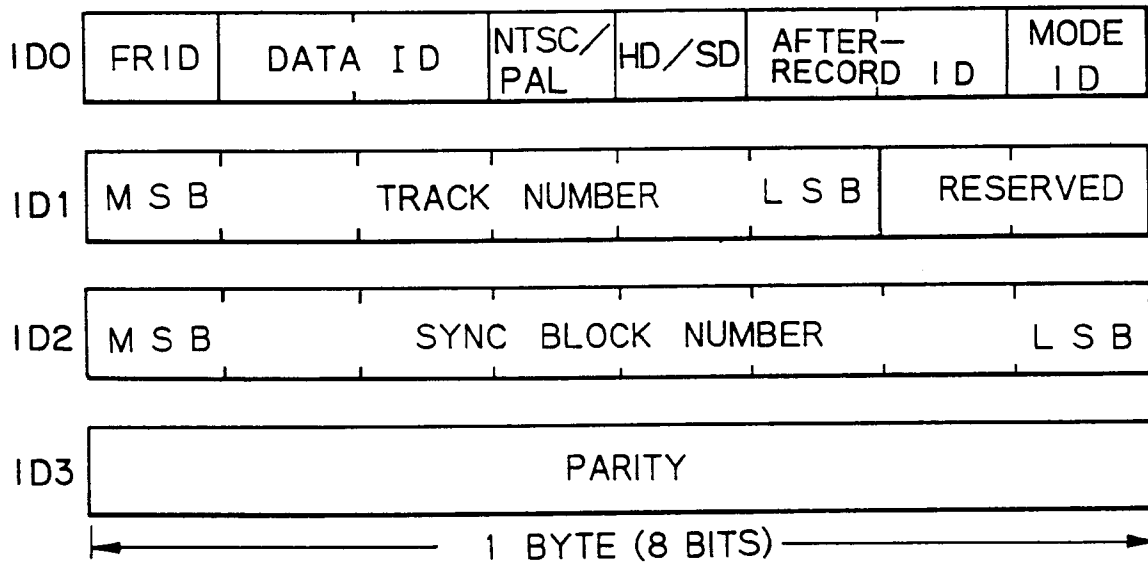 ID0 FRID DATA ID NTSC/PAL HD/SD AFTER-RECORD ID MODE ID
ID1 MSB TRACK NUMBER LSB RESERVED
ID2 MSB SYNC BLOCK NUMBER LSB
ID3 PARITY
1 BYTE (8 BITS)